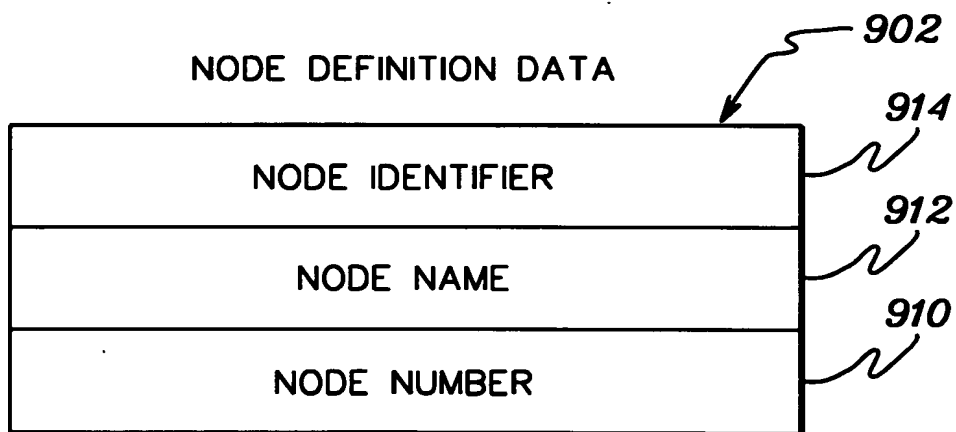 902
NODE DEFINITION DATA
914
NODE IDENTIFIER
912
NODE NAME
910
NODE NUMBER